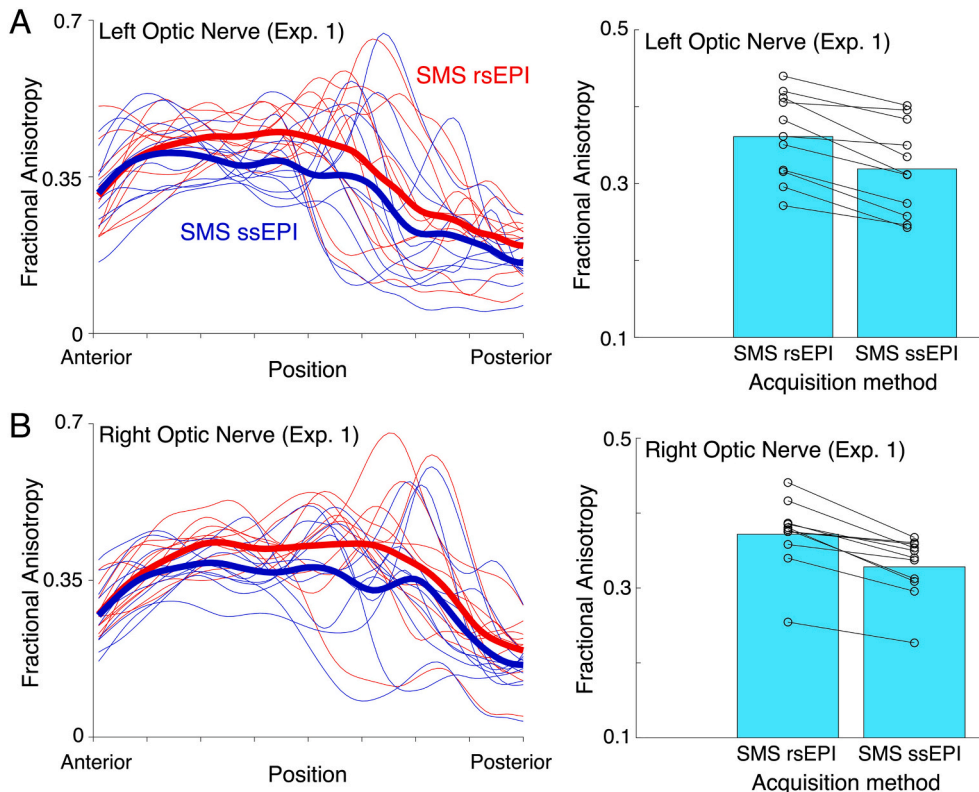 A
0.7
Left Optic Nerve (Exp. 1)
SMS rsEPI
Fractional Anisotropy
0.35
SMS ssEPI
0
Anterior
Position
Posterior
0.5
Left Optic Nerve (Exp. 1)
Fractional Anisotropy
0.3
0.1
SMS rsEPI SMS ssEPI
Acquisition method
B
0.7
Right Optic Nerve (Exp. 1)
Fractional Anisotropy
0.35
0
Anterior
Position
Posterior
0.5
Right Optic Nerve (Exp. 1)
Fractional Anisotropy
0.3
0.1
SMS rsEPI SMS ssEPI
Acquisition method